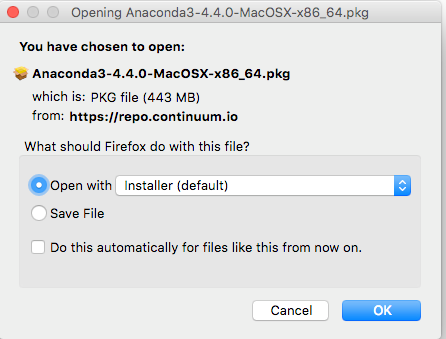 Opening Anaconda3-4.4.0-MacOSX-x86_64.pkg
You have chosen to open:
Anaconda3-4.4.0-MacOSX-x86_64.pkg
which is: PKG file (443 MB)
from: https://repo.continuum.io
What should Firefox do with this file?
Open with Installer (default)
Save File
Do this automatically for files like this from now on.
Cancel OK